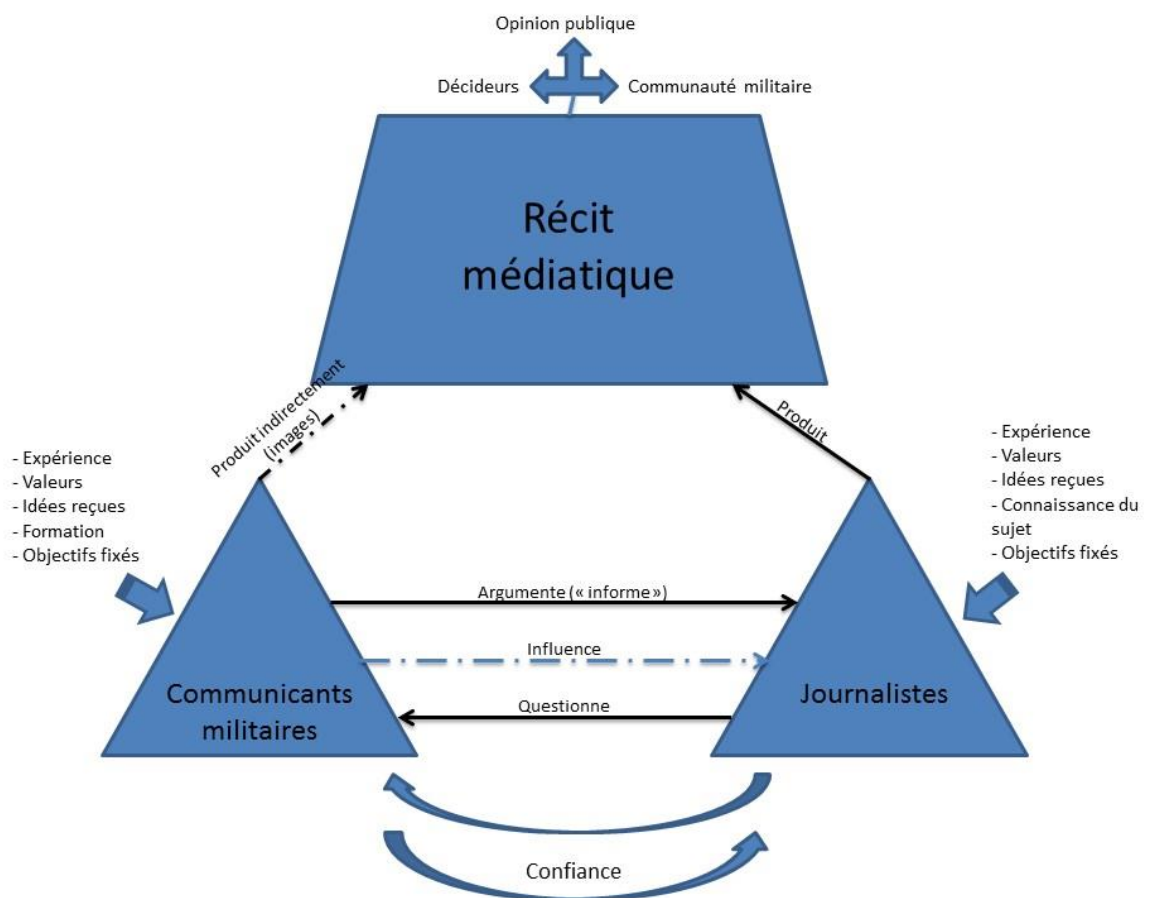 Opinion publique
Décideurs
Communauté militaire
Récit
médiatique
Produit indirectement
(images)
Produit
- Expérience
- Valeurs
- Idées reçues
- Formation
- Objectifs fixés
- Expérience
- Valeurs
- Idées reçues
- Connaissance du
sujet
- Objectifs fixés
Argumente (« informe »)
Influence
Questionne
Communicants
militaires
Journalistes
Confiance